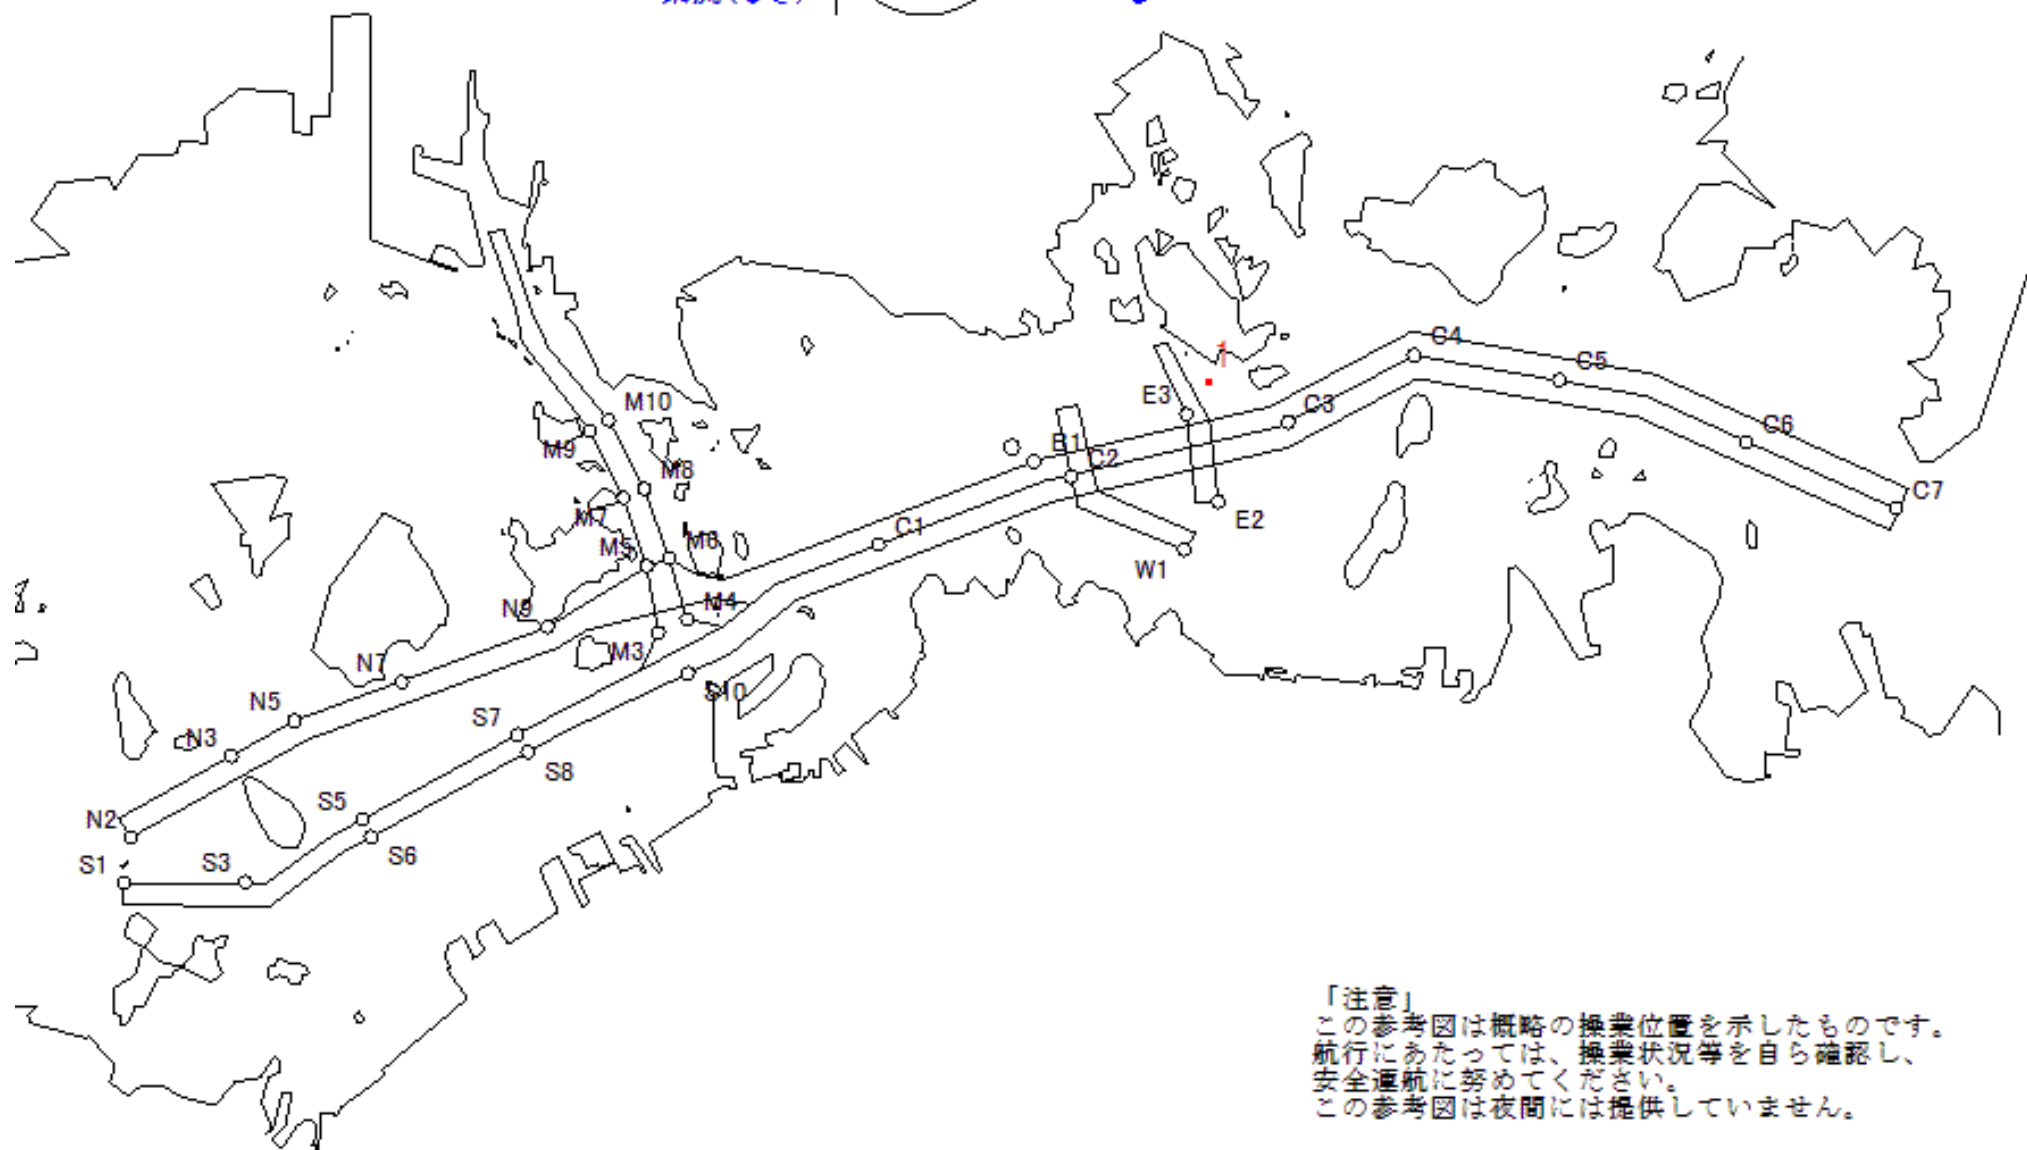 1
C4
C5
E3
M10
C3
C6
M9
B1
C2
M8
C7
M7
E2
C1
M5
M6
W1
N9
M4
M3
N7
S10
N5
S7
N3
S8
S5
N2
S6
S1
S3
「注意」
この参考図は概略の操業位置を示したものです。
航行にあたっては、操業状況等を自ら確認し、
安全運航に努めてください。
この参考図は夜間には提供していません。